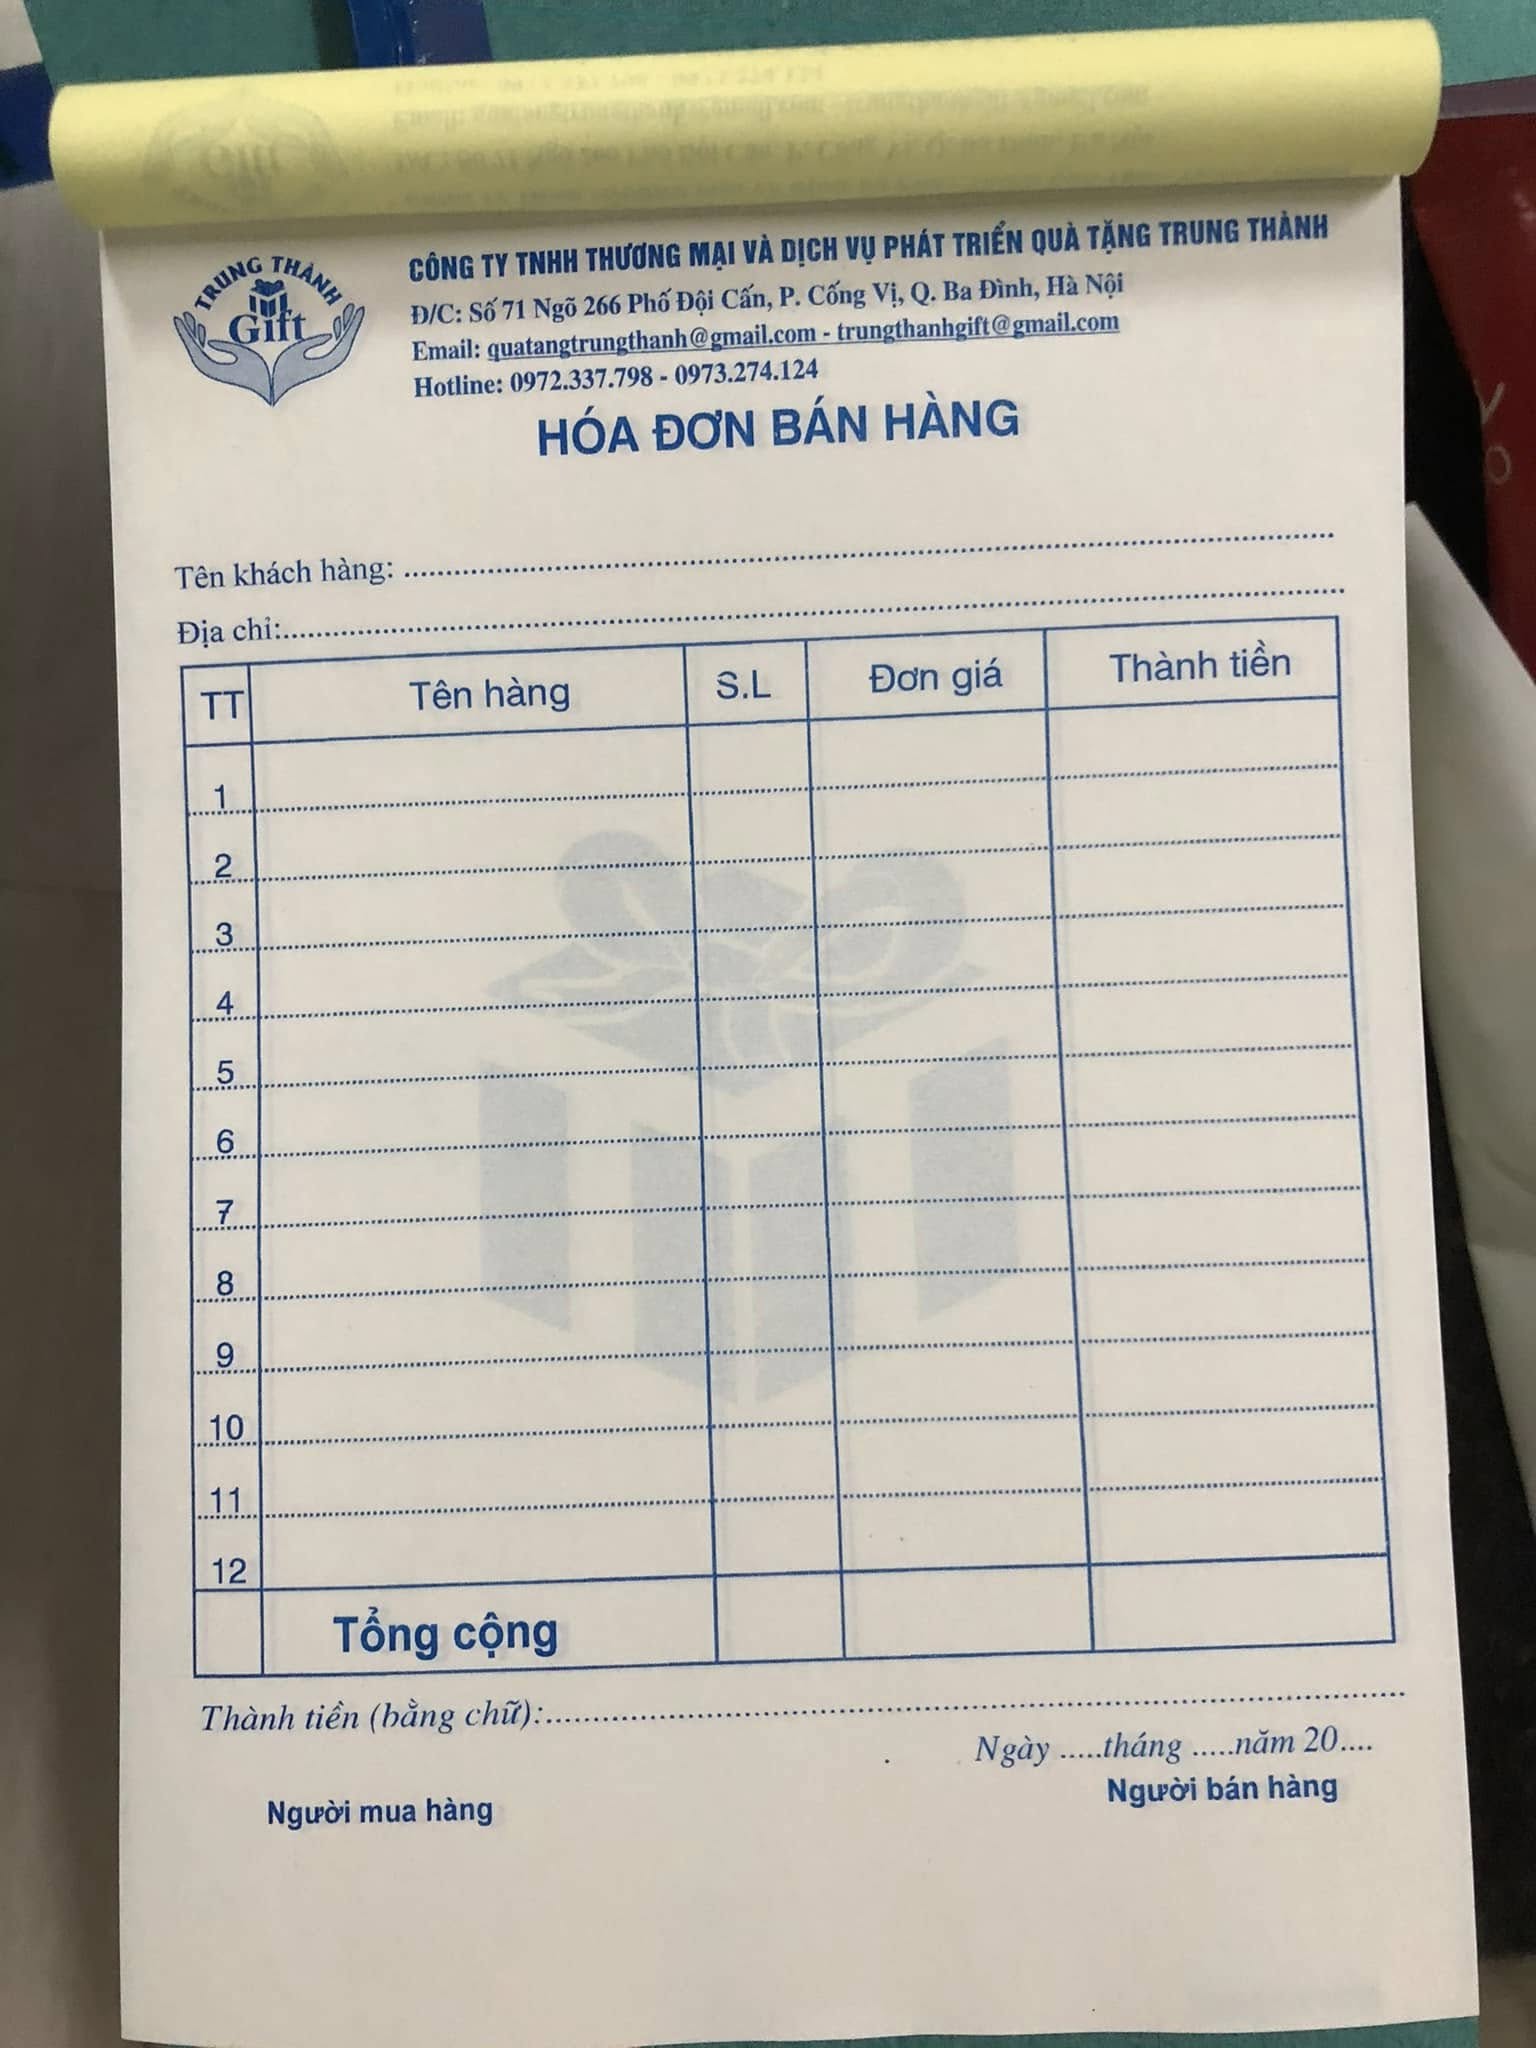 TRUNG THÀNH
Gift
CÔNG TY TNHH THƯƠNG MẠI VÀ DỊCH VỤ PHÁT TRIỂN QUÀ TẶNG TRUNG THÀNH
Đ/C: Số 71 Ngõ 266 Phố Đội Cấn, P. Cống Vị, Q. Ba Đình, Hà Nội
Email: quatangtrungthanh@gmail.com - trungthanhgift@gmail.com
Hotline: 0972.337.798 - 0973.274.124
HÓA ĐƠN BÁN HÀNG
Tên khách hàng: ........................................................
Địa chỉ:........................................................
TT Tên hàng S.L Đơn giá Thành tiền
1
2
3
4
5
6
7
8
9
10
11
12
Tổng cộng
Thành tiền (bằng chữ):........................................................
Ngày .....tháng .....năm 20....
Người mua hàng Người bán hàng